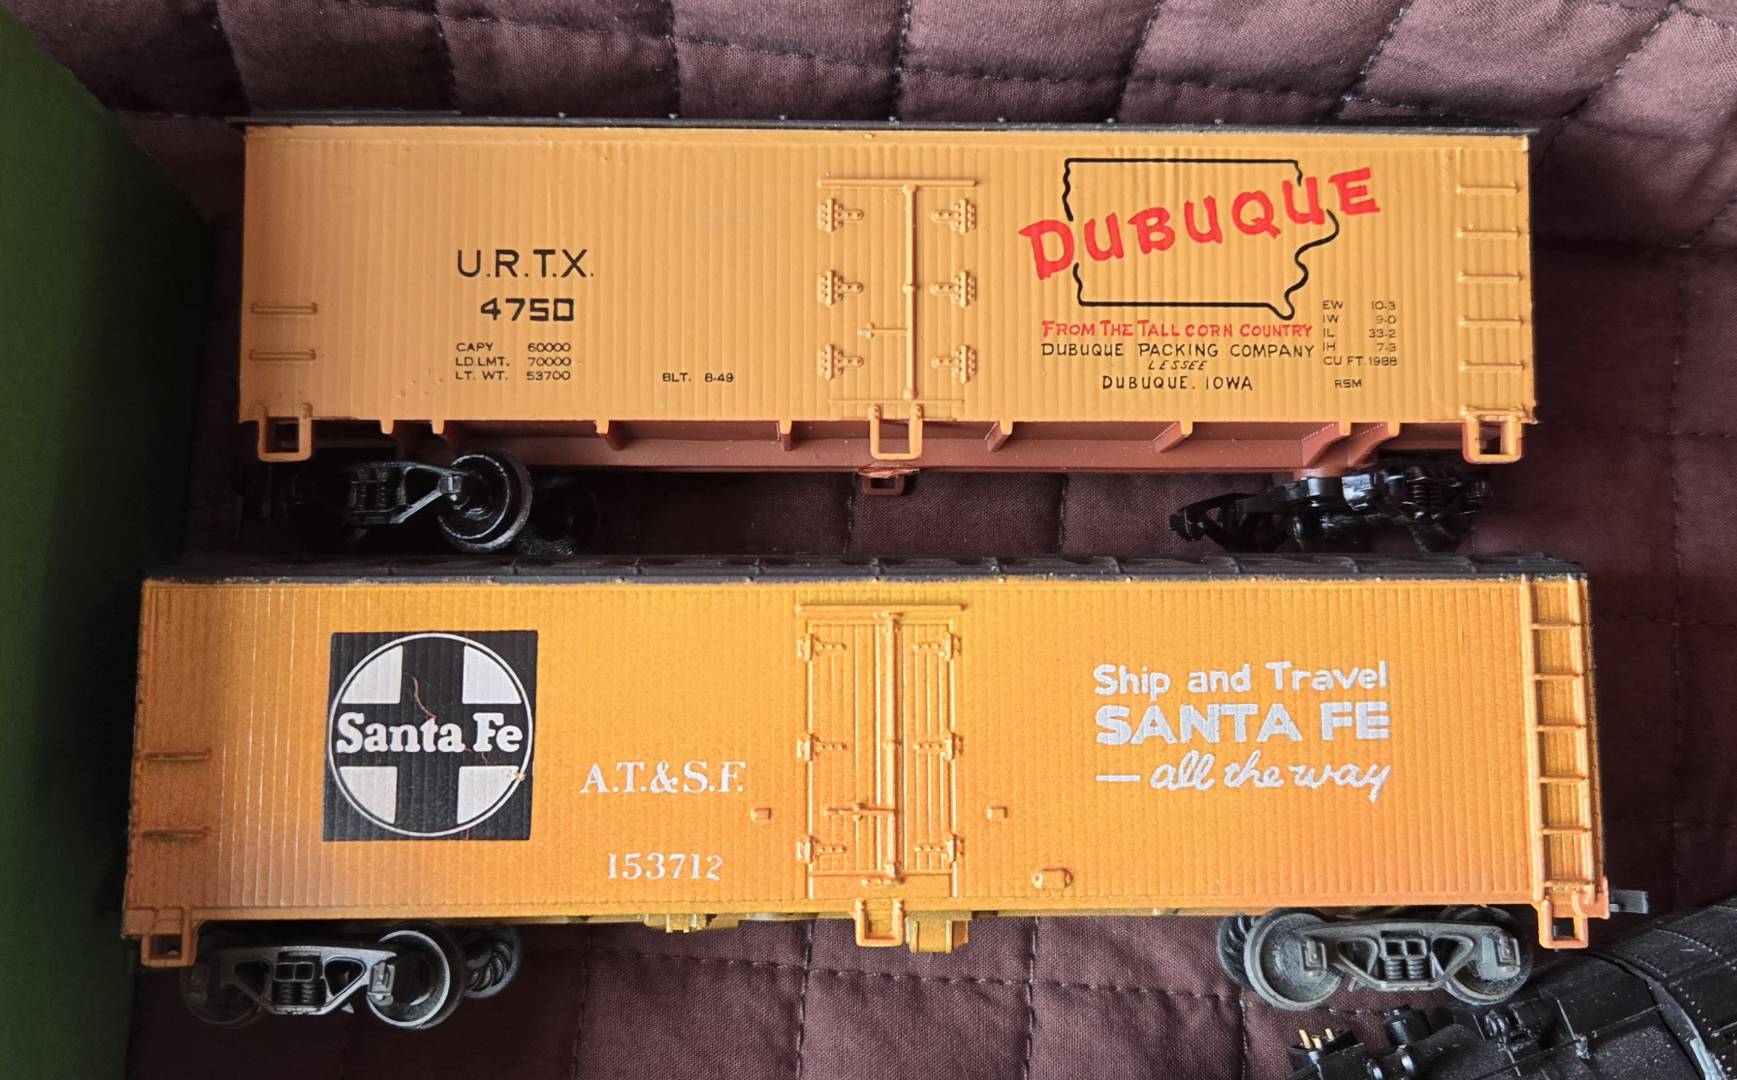 U.R.T.X.
4750
CAPY 60000
LD.LMT. 70000
LT. WT. 53700
BLT. 8-49
DUBUQUE
FROM THE TALL CORN COUNTRY
DUBUQUE PACKING COMPANY
LESSEE
DUBUQUE. IOWA
EW 10-3
IW 9-0
IL 33-2
IH 7-3
CU FT. 1988
RSM
Santa Fe
A.T.&S.F.
153712
Ship and Travel
SANTA FE
— all the way